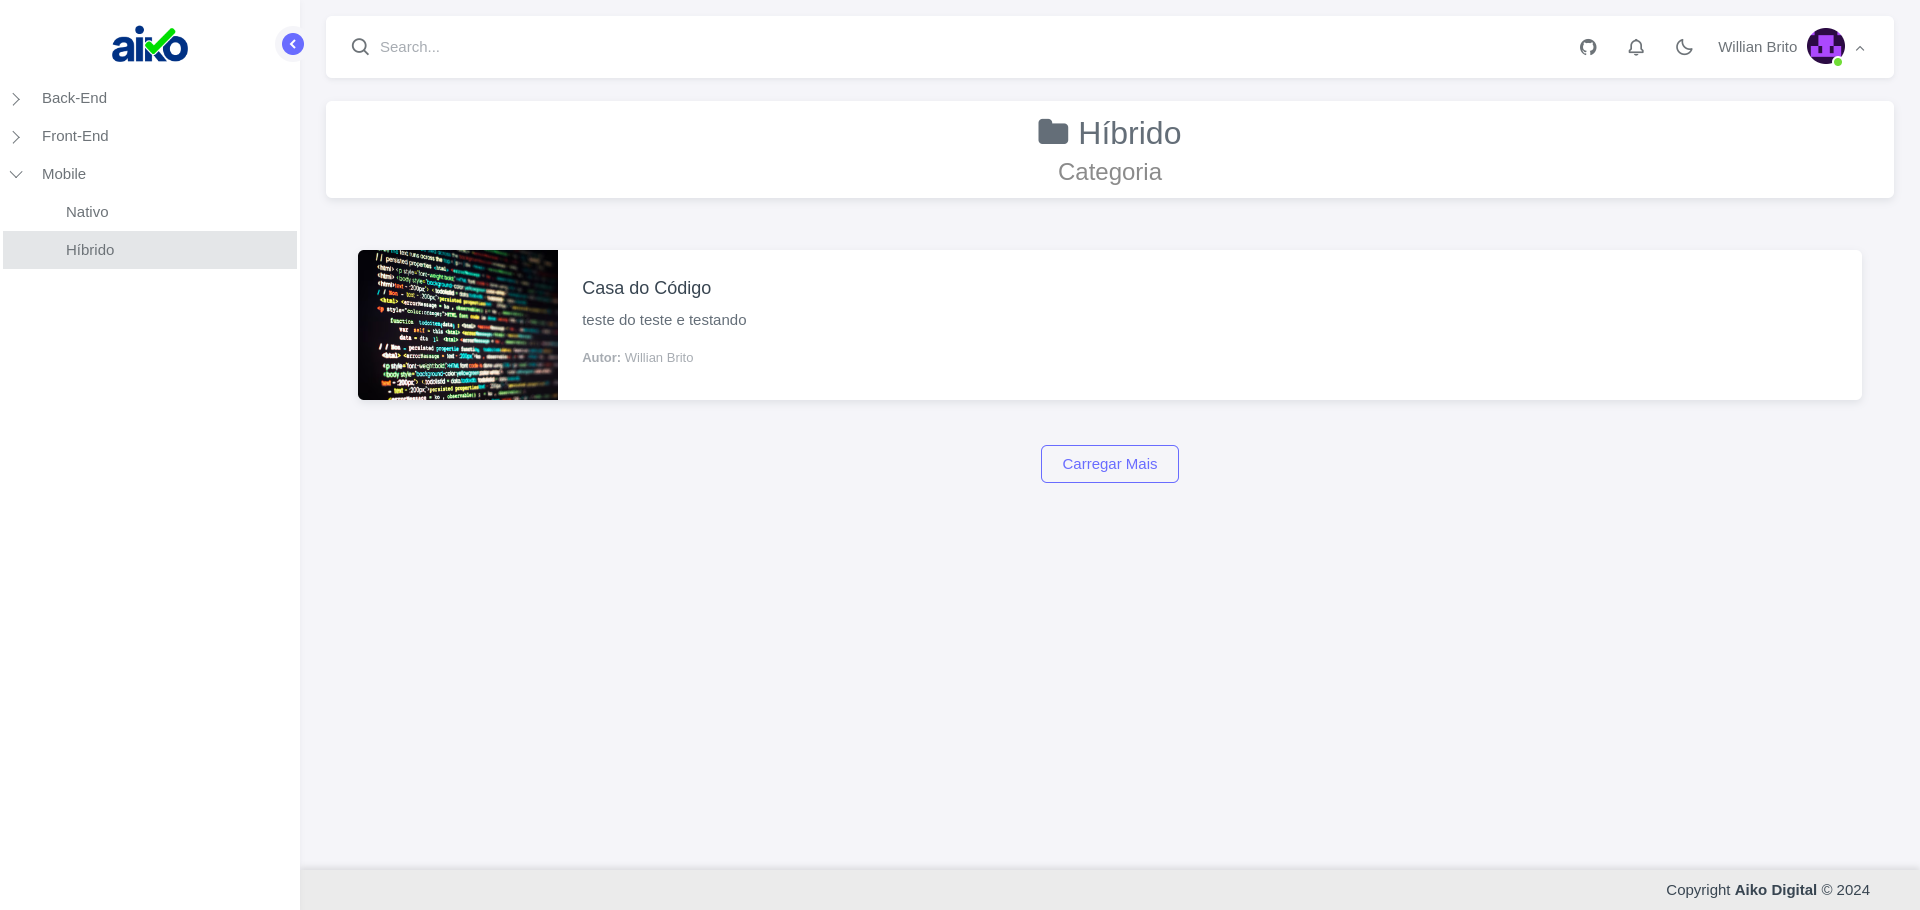 aiko
Back-End
Front-End
Mobile
Nativo
Híbrido
Search...
Willian Brito
Híbrido
Categoria
Casa do Código
teste do teste e testando
Autor: Willian Brito
Carregar Mais
Copyright Aiko Digital © 2024